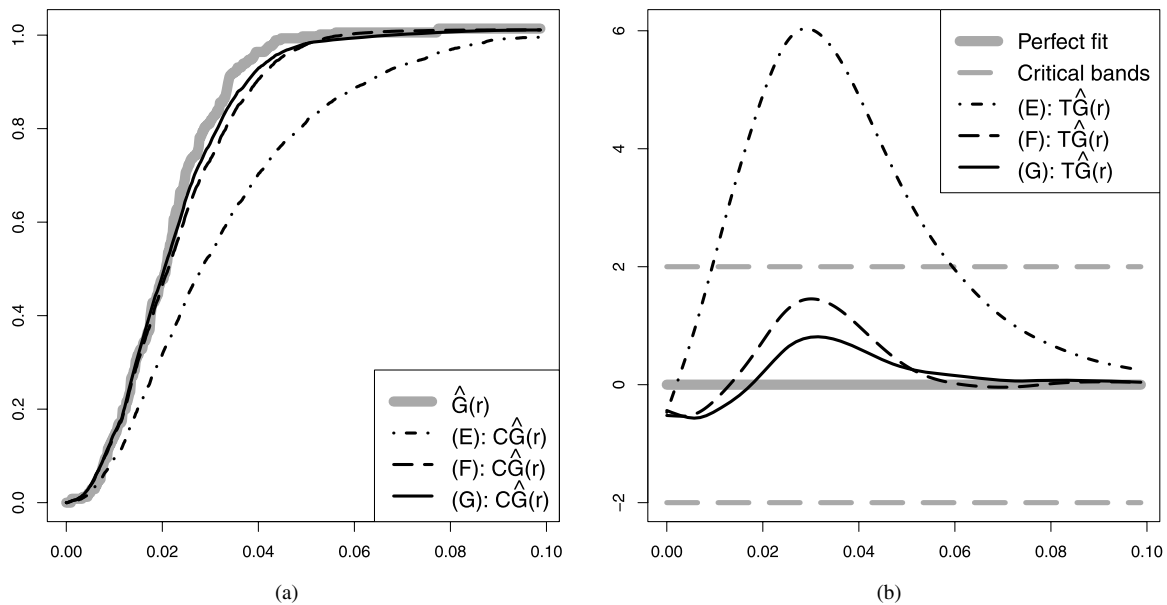 1.0
0.8
0.6
0.4
0.2
0.0
Ĝ(r)
(E): CĜ(r)
(F): CĜ(r)
(G): CĜ(r)
0.00 0.02 0.04 0.06 0.08 0.10
(a)
6
4
2
0
−2
Perfect fit
Critical bands
(E): TĜ(r)
(F): TĜ(r)
(G): TĜ(r)
0.00 0.02 0.04 0.06 0.08 0.10
(b)